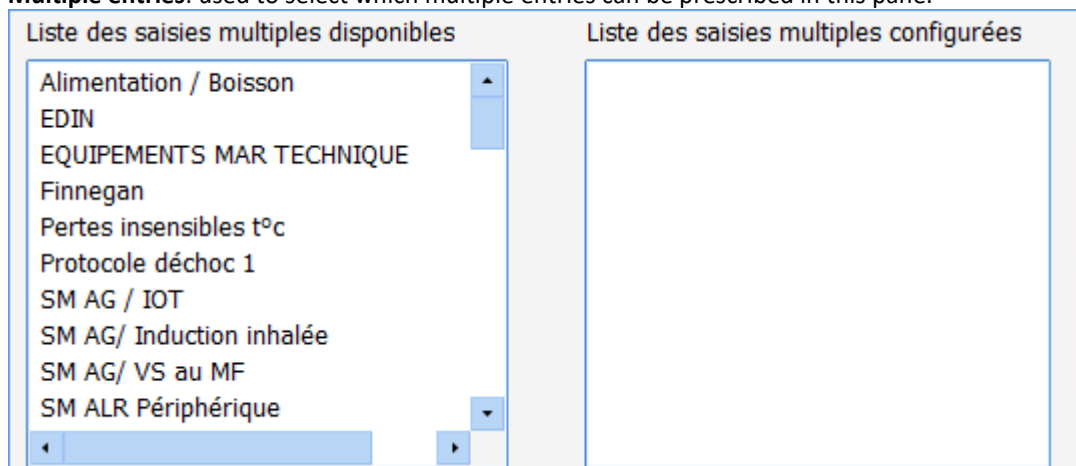 Multiple entries: used to select which multiple entries can be prescribed in this panel
Liste des saisies multiples disponibles
Alimentation / Boisson
EDIN
EQUIPEMENTS MAR TECHNIQUE
Finnegan
Pertes insensibles t°c
Protocole déchoc 1
SM AG / IOT
SM AG/ Induction inhalée
SM AG/ VS au MF
SM ALR Périphérique
Liste des saisies multiples configurées